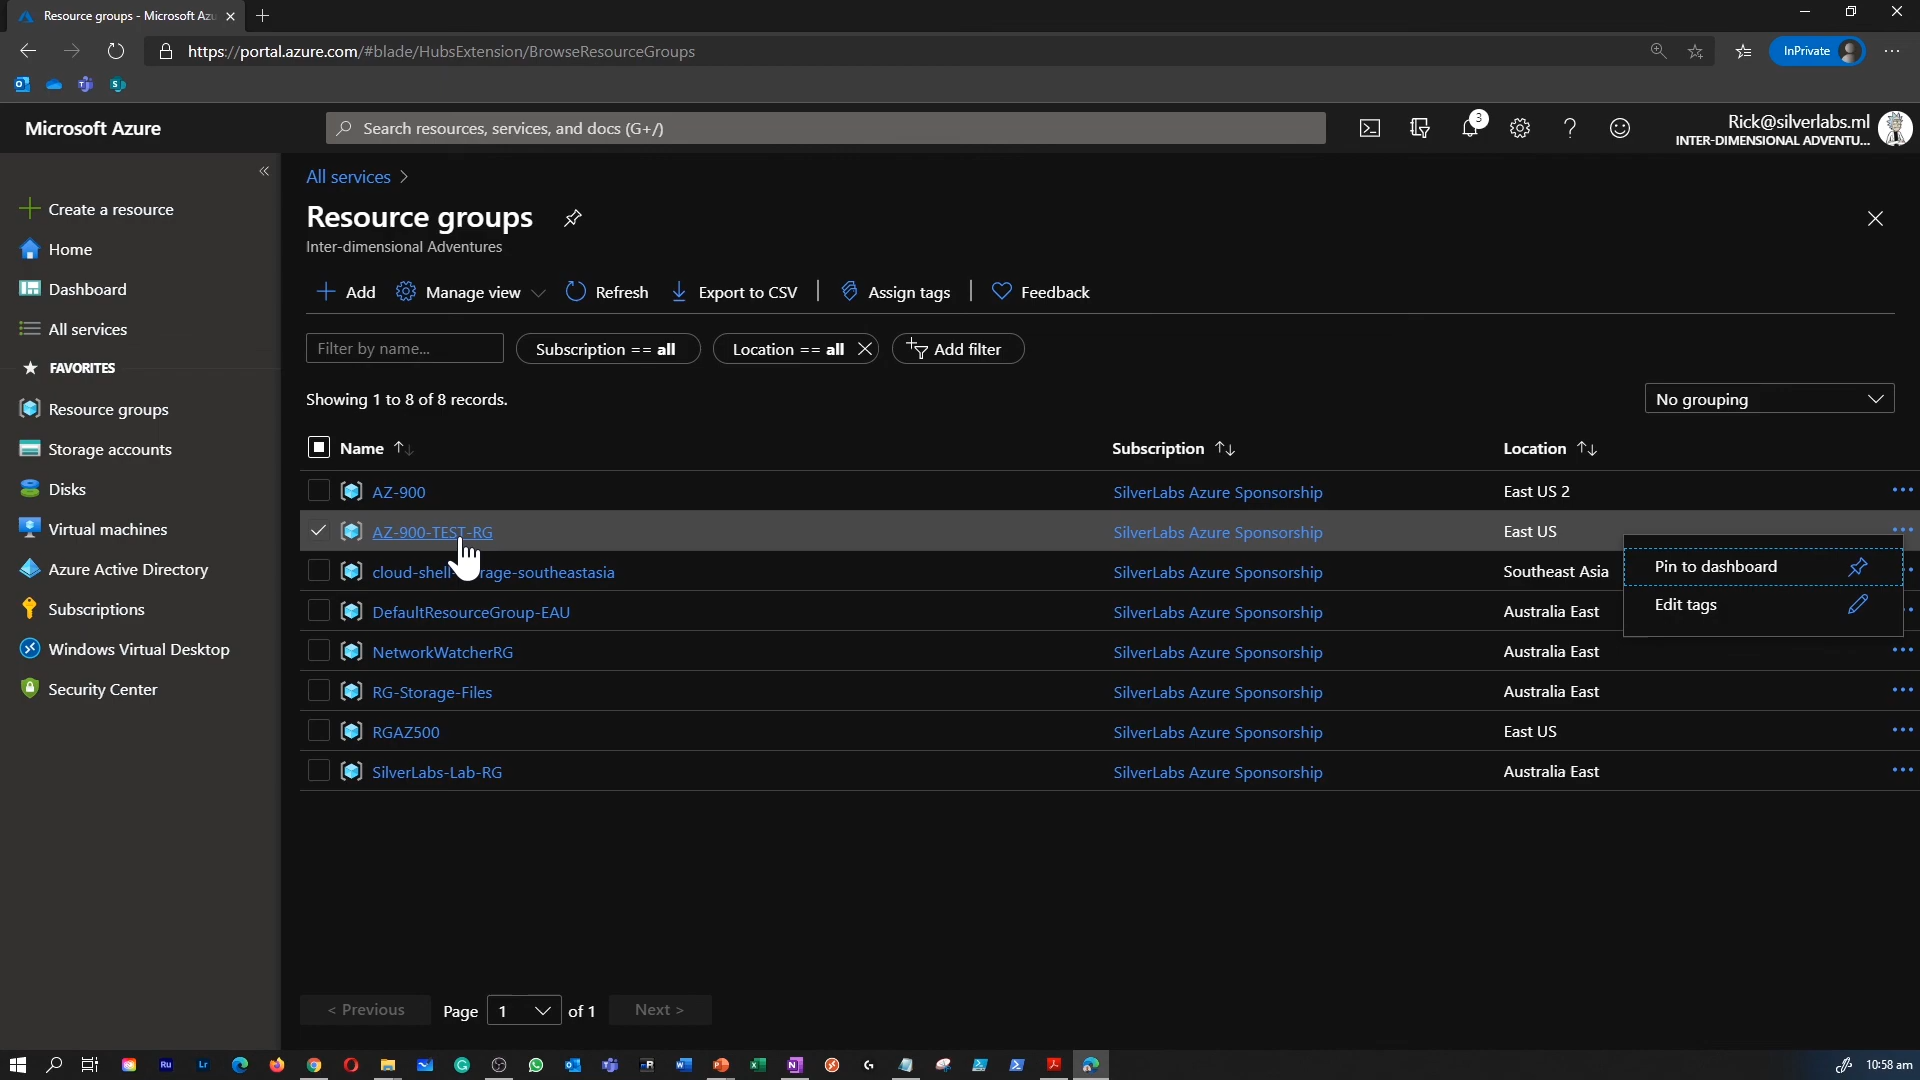 Resource groups - Microsoft Azu
https://portal.azure.com/#blade/HubsExtension/BrowseResourceGroups
InPrivate
Microsoft Azure
Search resources, services, and docs (G+/)
3
Rick@silverlabs.ml
INTER-DIMENSIONAL ADVENTU...
Create a resource
Home
Dashboard
All services
FAVORITES
Resource groups
Storage accounts
Disks
Virtual machines
Azure Active Directory
Subscriptions
Windows Virtual Desktop
Security Center
All services >
Resource groups
Inter-dimensional Adventures
Add Manage view Refresh Export to CSV Assign tags Feedback
Filter by name... Subscription == all Location == all Add filter
Showing 1 to 8 of 8 records.
No grouping
Name Subscription Location
AZ-900 SilverLabs Azure Sponsorship East US 2
AZ-900-TEST-RG SilverLabs Azure Sponsorship East US
cloud-shell rage-southeastasia SilverLabs Azure Sponsorship Southeast Asia
DefaultResourceGroup-EAU SilverLabs Azure Sponsorship Australia East
NetworkWatcherRG SilverLabs Azure Sponsorship Australia East
RG-Storage-Files SilverLabs Azure Sponsorship Australia East
RGAZ500 SilverLabs Azure Sponsorship East US
SilverLabs-Lab-RG SilverLabs Azure Sponsorship Australia East
Pin to dashboard
Edit tags
< Previous Page 1 of 1 Next >
Ru Lr
10:58 am